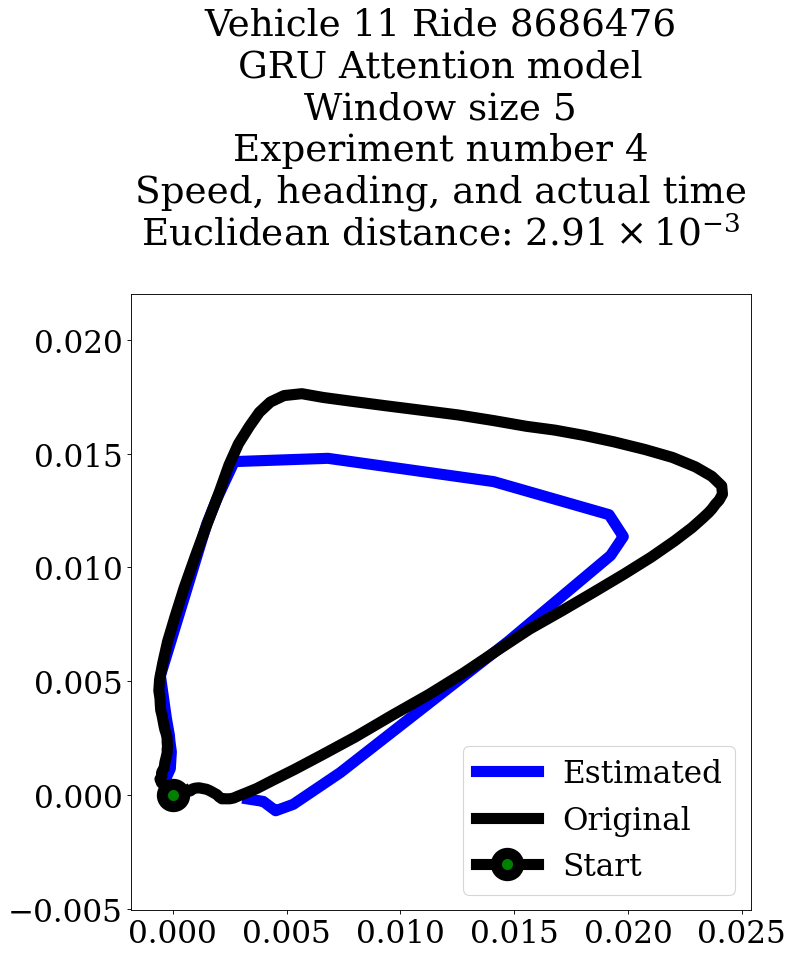 Vehicle 11 Ride 8686476
GRU Attention model
Window size 5
Experiment number 4
Speed, heading, and actual time
Euclidean distance: 2.91 × 10⁻³
0.020
0.015
0.010
0.005
0.000
−0.005
Estimated
Original
Start
0.000 0.005 0.010 0.015 0.020 0.025